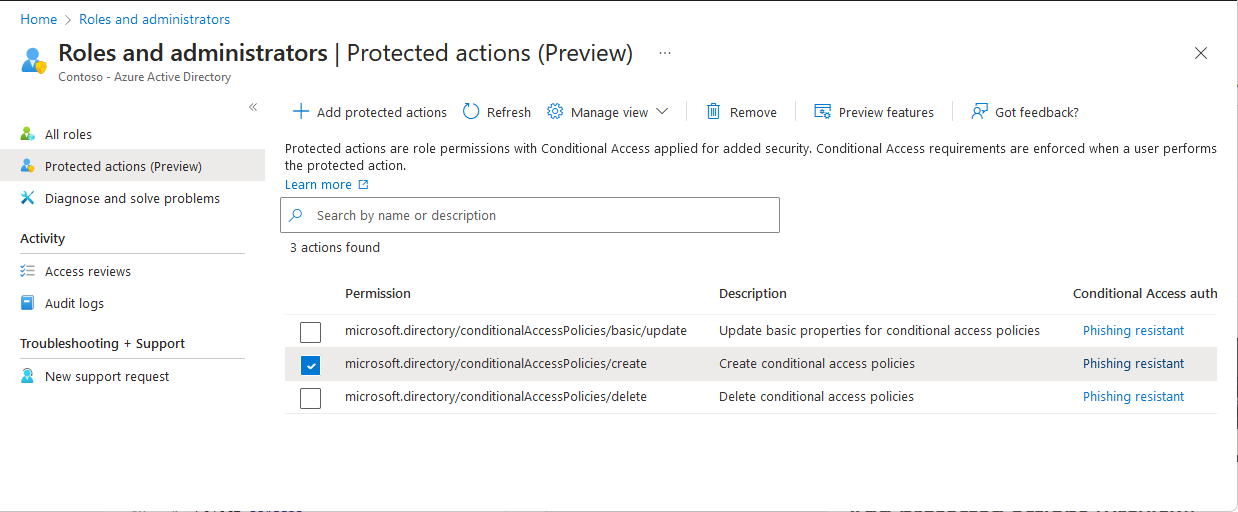 Home > Roles and administrators
Roles and administrators | Protected actions (Preview) ...
Contoso - Azure Active Directory
All roles
Protected actions (Preview)
Diagnose and solve problems
Activity
Access reviews
Audit logs
Troubleshooting + Support
New support request
Add protected actions Refresh Manage view Remove Preview features Got feedback?
Protected actions are role permissions with Conditional Access applied for added security. Conditional Access requirements are enforced when a user performs
the protected action.
Learn more
Search by name or description
3 actions found
Permission Description Conditional Access auth
microsoft.directory/conditionalAccessPolicies/basic/update Update basic properties for conditional access policies Phishing resistant
microsoft.directory/conditionalAccessPolicies/create Create conditional access policies Phishing resistant
microsoft.directory/conditionalAccessPolicies/delete Delete conditional access policies Phishing resistant